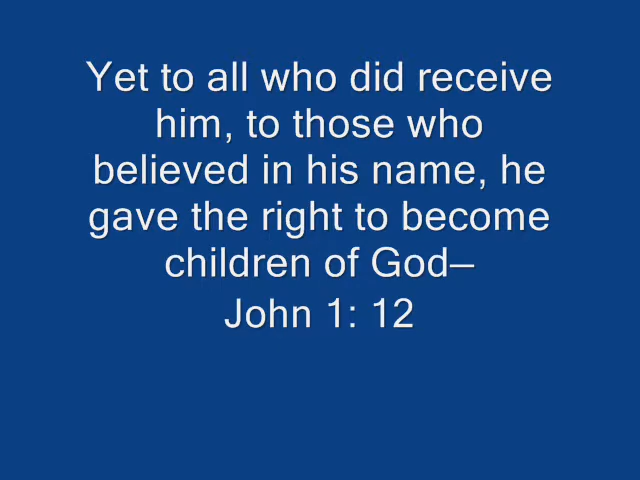 Yet to all who did receive
him, to those who
believed in his name, he
gave the right to become
children of God—
John 1: 12